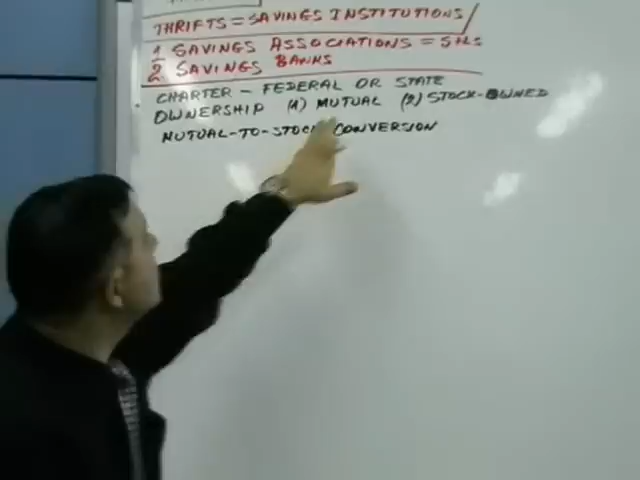 THRIFTS = SAVINGS INSTITUTIONS/
1 SAVINGS ASSOCIATIONS = S&Ls
2 SAVINGS BANKS
CHARTER - FEDERAL OR STATE
OWNERSHIP (1) MUTUAL (2) STOCK-OWNED
MUTUAL-TO-STOCK CONVERSION